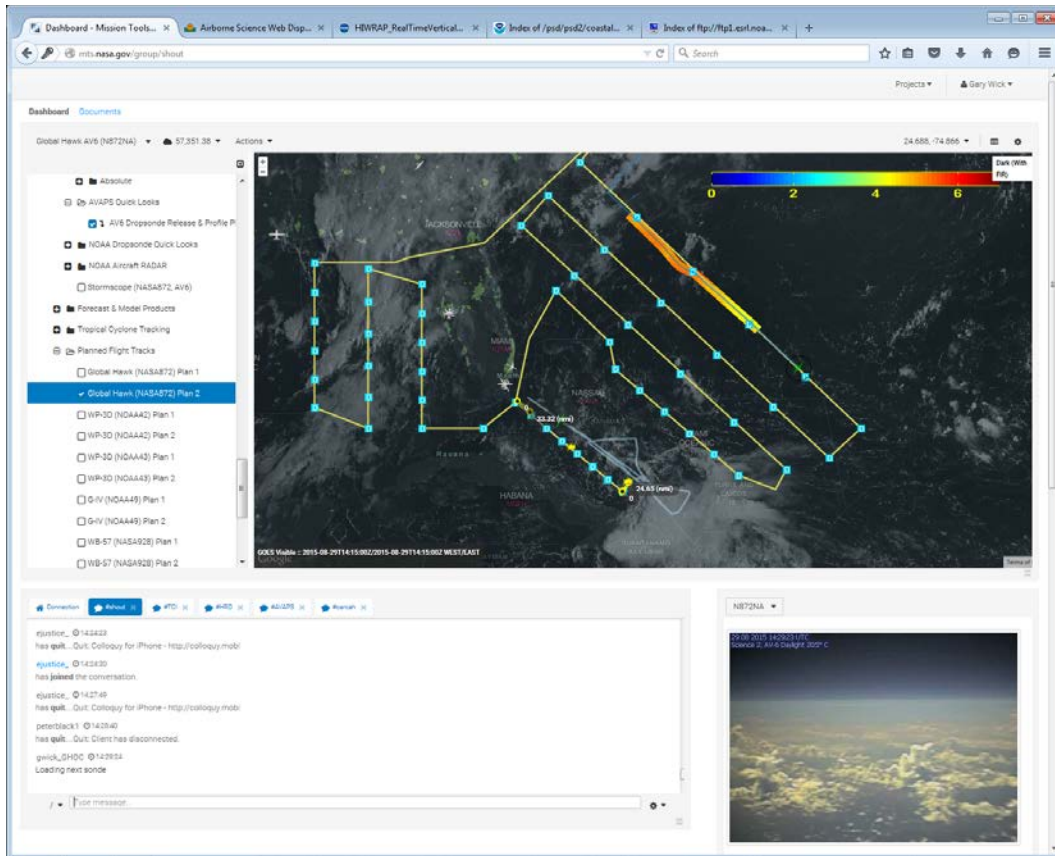 Dashboard - Mission Tools...
Airborne Science Web Disp...
HIWRAP_RealTimeVertical...
Index of /psd/psd2/coastal...
Index of ftp://ftp1.esrl.noa...
mts.nasa.gov/group/shout
Search
Projects
Gary Wick
Dashboard Documents
Global Hawk AV6 (N872NA) 57,351.38 Actions
24.688, -74.866
Absolute
AVAPS Quick Looks
AV6 Dropsonde Release & Profile P
NOAA Dropsonde Quick Looks
NOAA Aircraft RADAR
Stormscope (NASA872, AV6)
Forecast & Model Products
Tropical Cyclone Tracking
Planned Flight Tracks
Global Hawk (NASA872) Plan 1
Global Hawk (NASA872) Plan 2
WP-3D (NOAA42) Plan 1
WP-3D (NOAA42) Plan 2
WP-3D (NOAA43) Plan 1
WP-3D (NOAA43) Plan 2
G-IV (NOAA49) Plan 1
G-IV (NOAA49) Plan 2
WB-57 (NASA928) Plan 1
WB-57 (NASA928) Plan 2
Dark (With
FIR)
0 2 4 6
JACKSONVILLE
MIAMI
NASSAU
33.32 (nmi)
Havana
24.65 (nmi)
0
HABANA
GOES Visible :: 2015-08-29T14:15:00Z/2015-08-29T14:15:00Z WEST/EAST
Google
Terms of
Connection
#shout
#TCI
#HRD
#AVAPS
ejustice_ 14:24:23
has quit...Quit: Colloquy for iPhone - http://colloquy.mobi
ejustice_
has joined the conversation.
ejustice_ 14:27:49
has quit...Quit: Colloquy for iPhone - http://colloquy.mobi
peterblack1 14:28:40
has quit...Quit: Client has disconnected.
gwick_GHOC
Loading next sonde
/ Type message...
N872NA
29 08 2015 14:29:23 UTC
Science 2, AV-6 Daylight 205° C